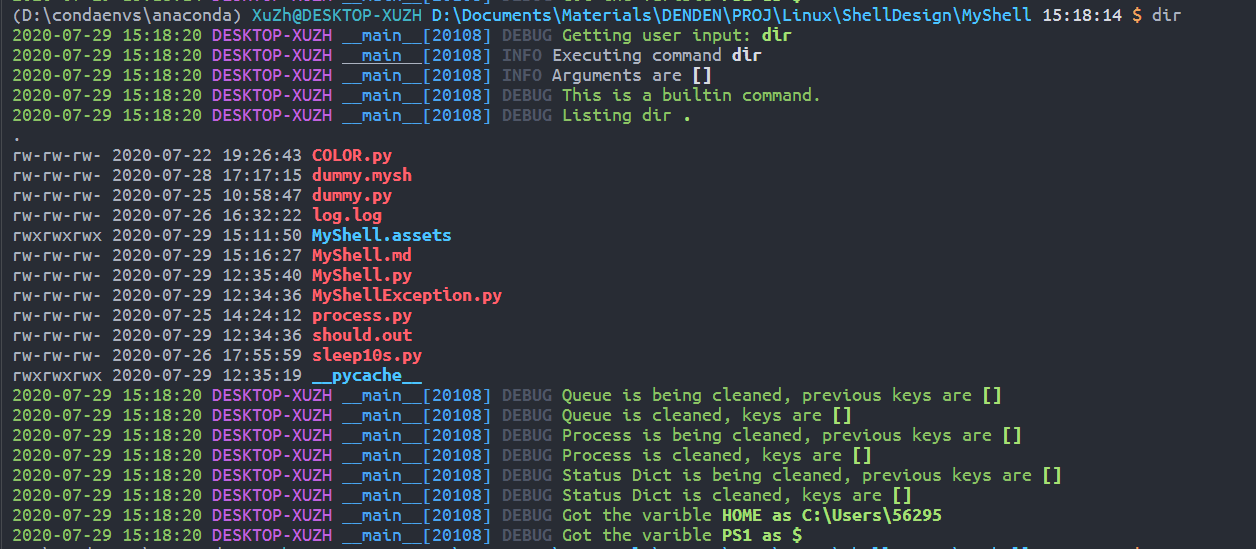 (D:\condaenvs\anaconda) XuZh@DESKTOP-XUZH D:\Documents\Materials\DENDEN\PROJ\Linux\ShellDesign\MyShell 15:18:14 $ dir
2020-07-29 15:18:20 DESKTOP-XUZH __main__[20108] DEBUG Getting user input: dir
2020-07-29 15:18:20 DESKTOP-XUZH __main__[20108] INFO Executing command dir
2020-07-29 15:18:20 DESKTOP-XUZH __main__[20108] INFO Arguments are []
2020-07-29 15:18:20 DESKTOP-XUZH __main__[20108] DEBUG This is a builtin command.
2020-07-29 15:18:20 DESKTOP-XUZH __main__[20108] DEBUG Listing dir .
.
rw-rw-rw- 2020-07-22 19:26:43 COLOR.py
rw-rw-rw- 2020-07-28 17:17:15 dummy.mysh
rw-rw-rw- 2020-07-25 10:58:47 dummy.py
rw-rw-rw- 2020-07-26 16:32:22 log.log
rwxrwxrwx 2020-07-29 15:11:50 MyShell.assets
rw-rw-rw- 2020-07-29 15:16:27 MyShell.md
rw-rw-rw- 2020-07-29 12:35:40 MyShell.py
rw-rw-rw- 2020-07-29 12:34:36 MyShellException.py
rw-rw-rw- 2020-07-25 14:24:12 process.py
rw-rw-rw- 2020-07-29 12:34:36 should.out
rw-rw-rw- 2020-07-26 17:55:59 sleep10s.py
rwxrwxrwx 2020-07-29 12:35:19 __pycache__
2020-07-29 15:18:20 DESKTOP-XUZH __main__[20108] DEBUG Queue is being cleaned, previous keys are []
2020-07-29 15:18:20 DESKTOP-XUZH __main__[20108] DEBUG Queue is cleaned, keys are []
2020-07-29 15:18:20 DESKTOP-XUZH __main__[20108] DEBUG Process is being cleaned, previous keys are []
2020-07-29 15:18:20 DESKTOP-XUZH __main__[20108] DEBUG Process is cleaned, keys are []
2020-07-29 15:18:20 DESKTOP-XUZH __main__[20108] DEBUG Status Dict is being cleaned, previous keys are []
2020-07-29 15:18:20 DESKTOP-XUZH __main__[20108] DEBUG Status Dict is cleaned, keys are []
2020-07-29 15:18:20 DESKTOP-XUZH __main__[20108] DEBUG Got the varible HOME as C:\Users\56295
2020-07-29 15:18:20 DESKTOP-XUZH __main__[20108] DEBUG Got the varible PS1 as $